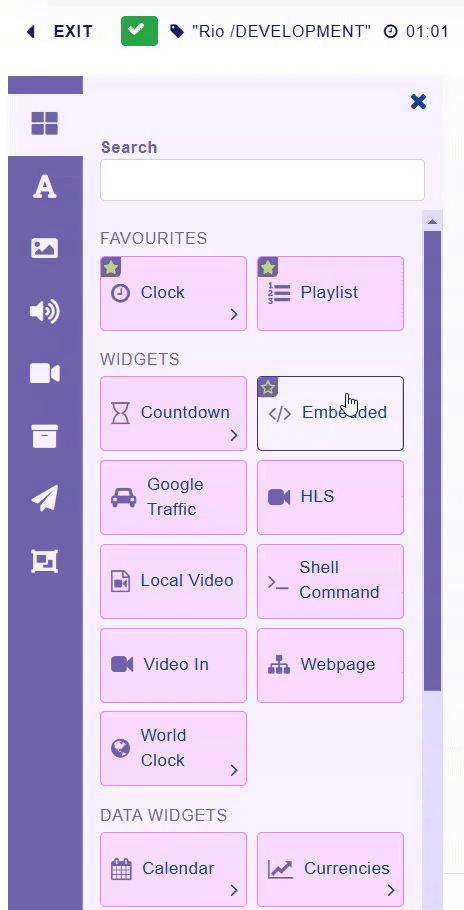 EXIT "Rio /DEVELOPMENT" 01:01
Search
FAVOURITES
Clock
Playlist
WIDGETS
Countdown
Embedded
Google
Traffic
HLS
Local Video
Shell
Command
Video In
Webpage
World
Clock
DATA WIDGETS
Calendar
Currencies